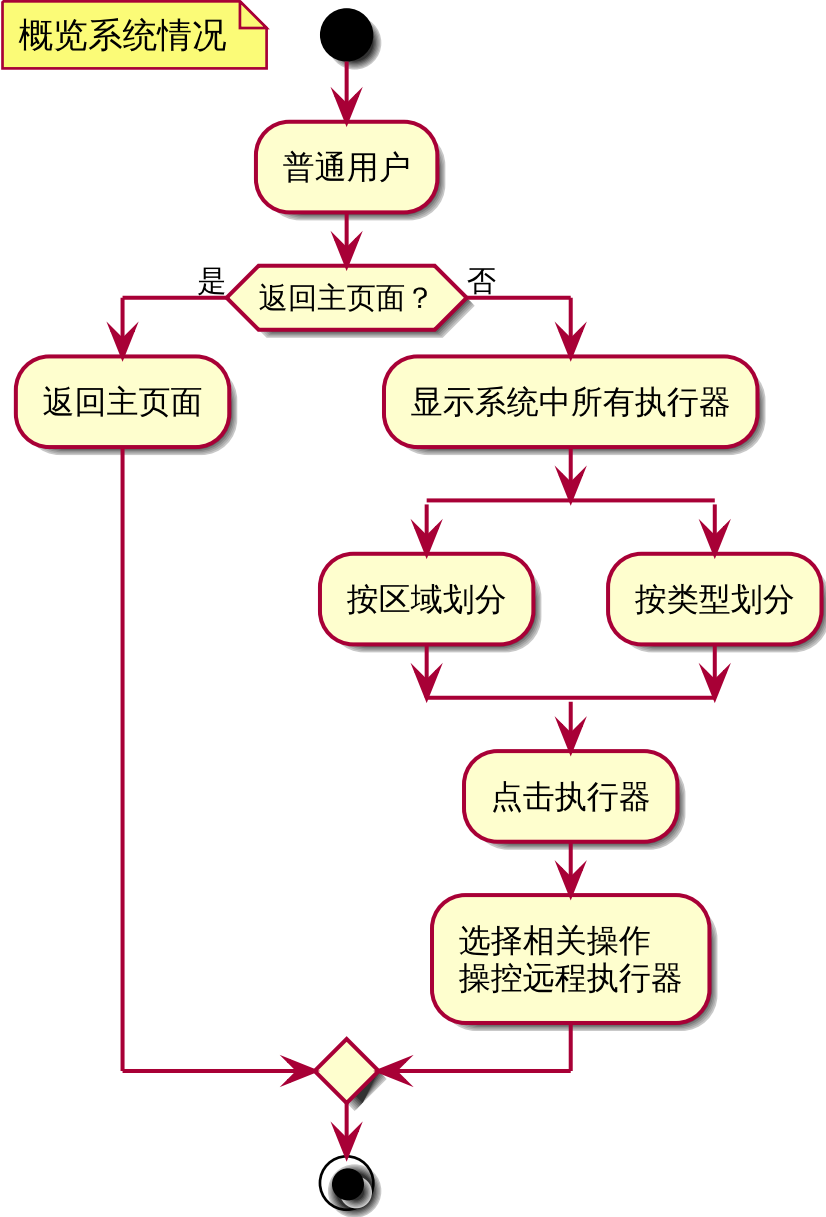 概览系统情况
普通用户
是
返回主页面？
否
返回主页面
显示系统中所有执行器
按区域划分
按类型划分
点击执行器
选择相关操作
操控远程执行器